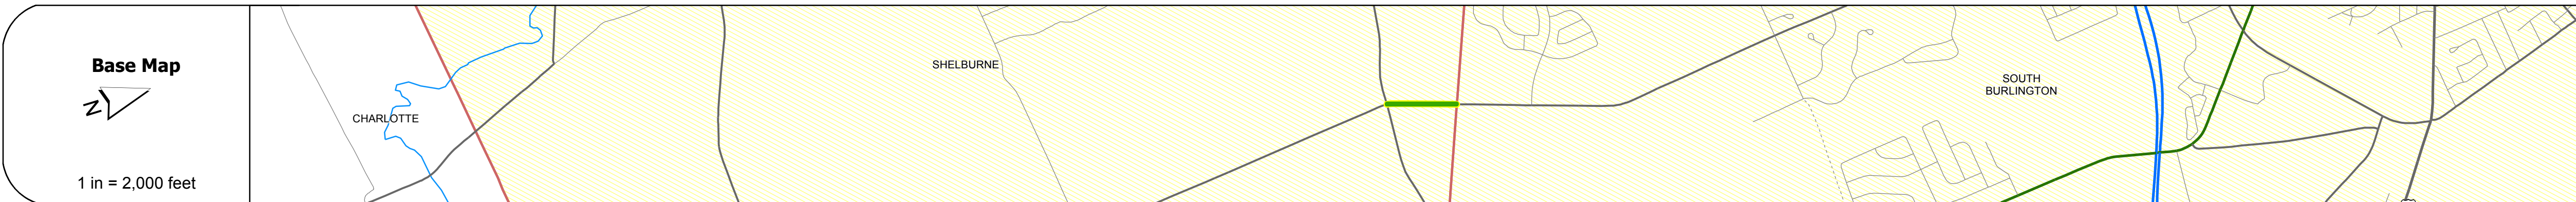 Base Map
N
1 in = 2,000 feet
CHARLOTTE
SHELBURNE
SOUTH
BURLINGTON